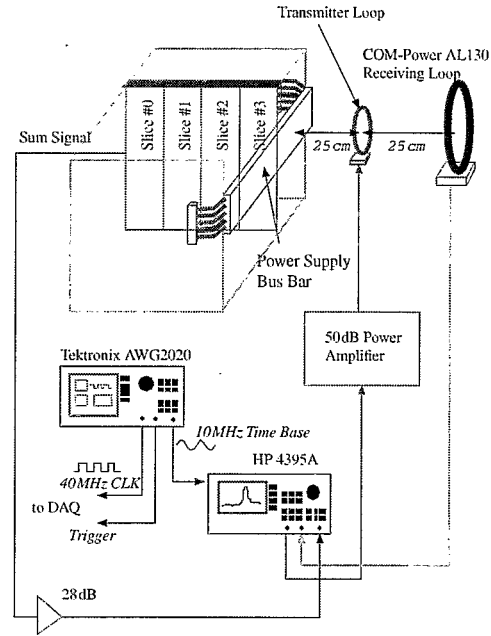 Transmitter Loop
COM-Power AL130
Receiving Loop
Slice #0
Slice #1
Slice #2
Slice #3
Sum Signal
25 cm
25 cm
Power Supply
Bus Bar
50dB Power
Amplifier
Tektronix AWG2020
10MHz Time Base
HP 4395A
40MHz CLK
to DAQ
Trigger
28dB